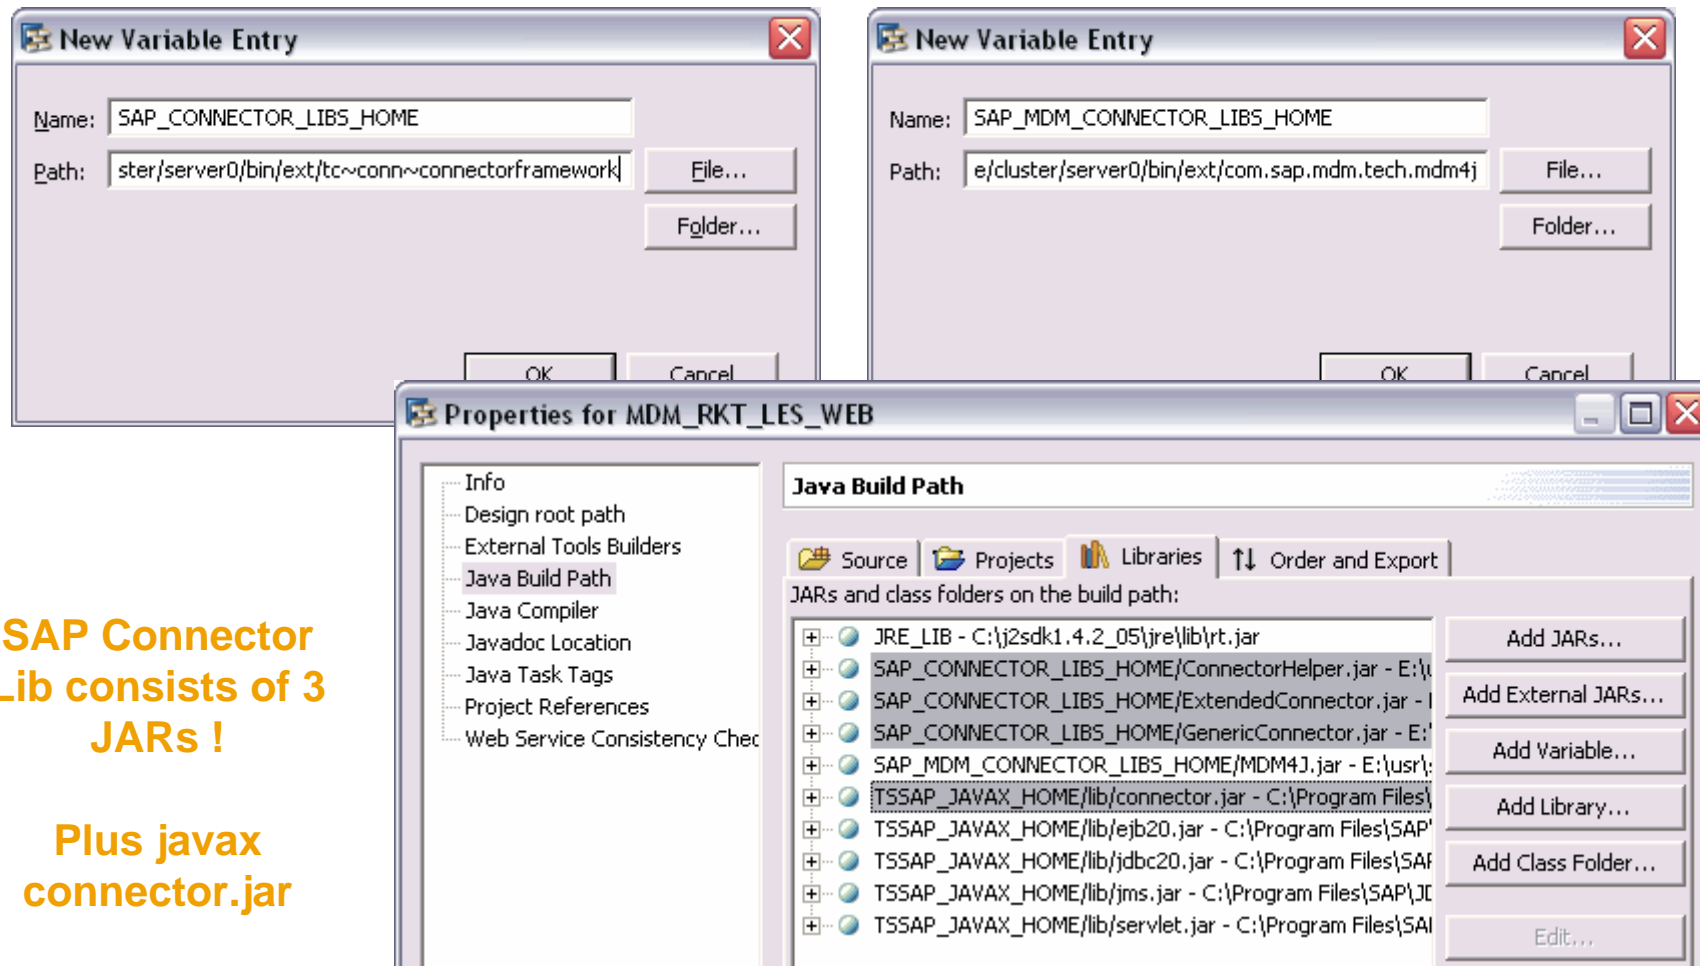 New Variable Entry
Name: SAP_CONNECTOR_LIBS_HOME
Path: ster/server0/bin/ext/tc~conn~connectorframework
File...
Folder...
OK Cancel
New Variable Entry
Name: SAP_MDM_CONNECTOR_LIBS_HOME
Path: e/cluster/server0/bin/ext/com.sap.mdm.tech.mdm4j
File...
Folder...
OK Cancel
Properties for MDM_RKT_LES_WEB
Info
Design root path
External Tools Builders
Java Build Path
Java Compiler
Javadoc Location
Java Task Tags
Project References
Web Service Consistency Chec
Java Build Path
Source Projects Libraries Order and Export
JARs and class folders on the build path:
JRE_LIB - C:\j2sdk1.4.2_05\jre\lib\rt.jar
SAP_CONNECTOR_LIBS_HOME/ConnectorHelper.jar - E:\u
SAP_CONNECTOR_LIBS_HOME/ExtendedConnector.jar -
SAP_CONNECTOR_LIBS_HOME/GenericConnector.jar - E:
SAP_MDM_CONNECTOR_LIBS_HOME/MDM4J.jar - E:\usr\
TSSAP_JAVAX_HOME/lib/connector.jar - C:\Program Files\
TSSAP_JAVAX_HOME/lib/ejb20.jar - C:\Program Files\SAP\
TSSAP_JAVAX_HOME/lib/jdbc20.jar - C:\Program Files\SAP
TSSAP_JAVAX_HOME/lib/jms.jar - C:\Program Files\SAP\JD
TSSAP_JAVAX_HOME/lib/servlet.jar - C:\Program Files\SAP
Add JARs...
Add External JARs...
Add Variable...
Add Library...
Add Class Folder...
Edit...
SAP Connector
Lib consists of 3
JARs !
Plus javax
connector.jar